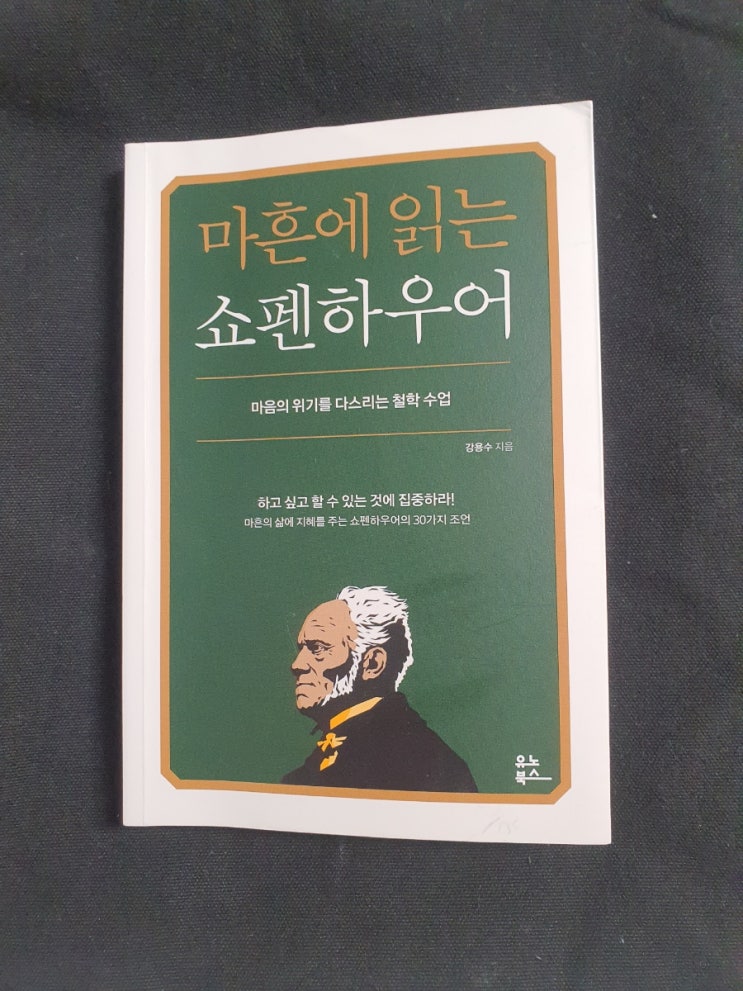 마흔에 읽는
쇼펜하우어
마음의 위기를 다스리는 철학 수업
강용수 지음
하고 싶고 할 수 있는 것에 집중하라!
마흔의 삶에 지혜를 주는 쇼펜하우어의 30가지 조언
유노
북스